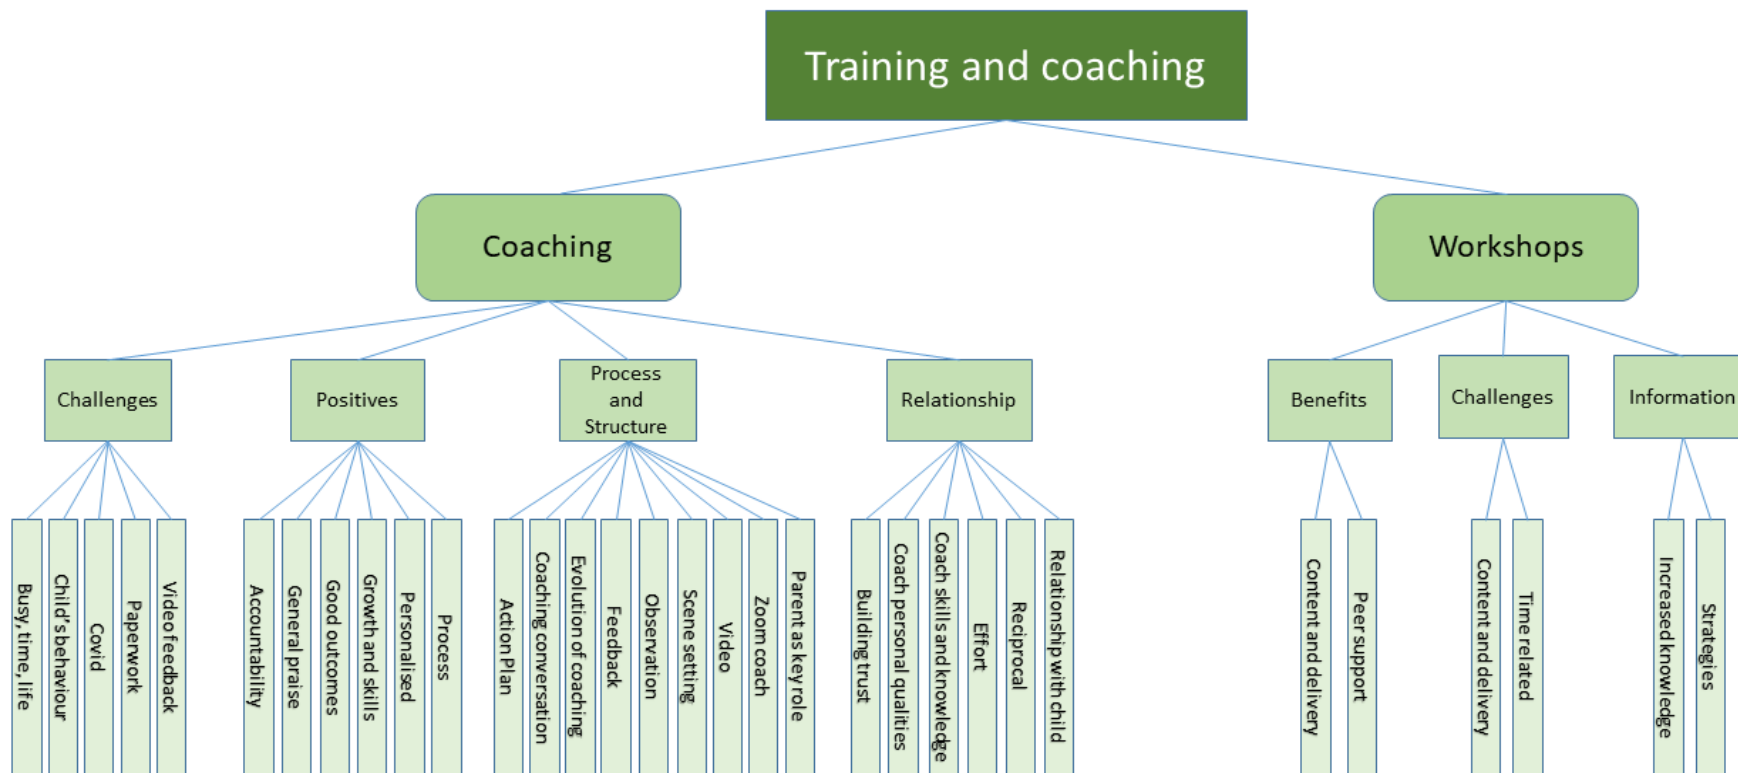 Training and coaching
Coaching
Workshops
Challenges
Positives
Process
and
Structure
Relationship
Benefits
Challenges
Information
Busy, time, life
Child's behaviour
Covid
Paperwork
Video feedback
Accountability
General praise
Good outcomes
Growth and skills
Personalised
Process
Action Plan
Coaching conversation
Evolution of coaching
Feedback
Observation
Scene setting
Video
Zoom coach
Parent as key role
Building trust
Coach personal qualities
Coach skills and knowledge
Effort
Reciprocal
Relationship with child
Content and delivery
Peer support
Content and delivery
Time related
Increased knowledge
Strategies